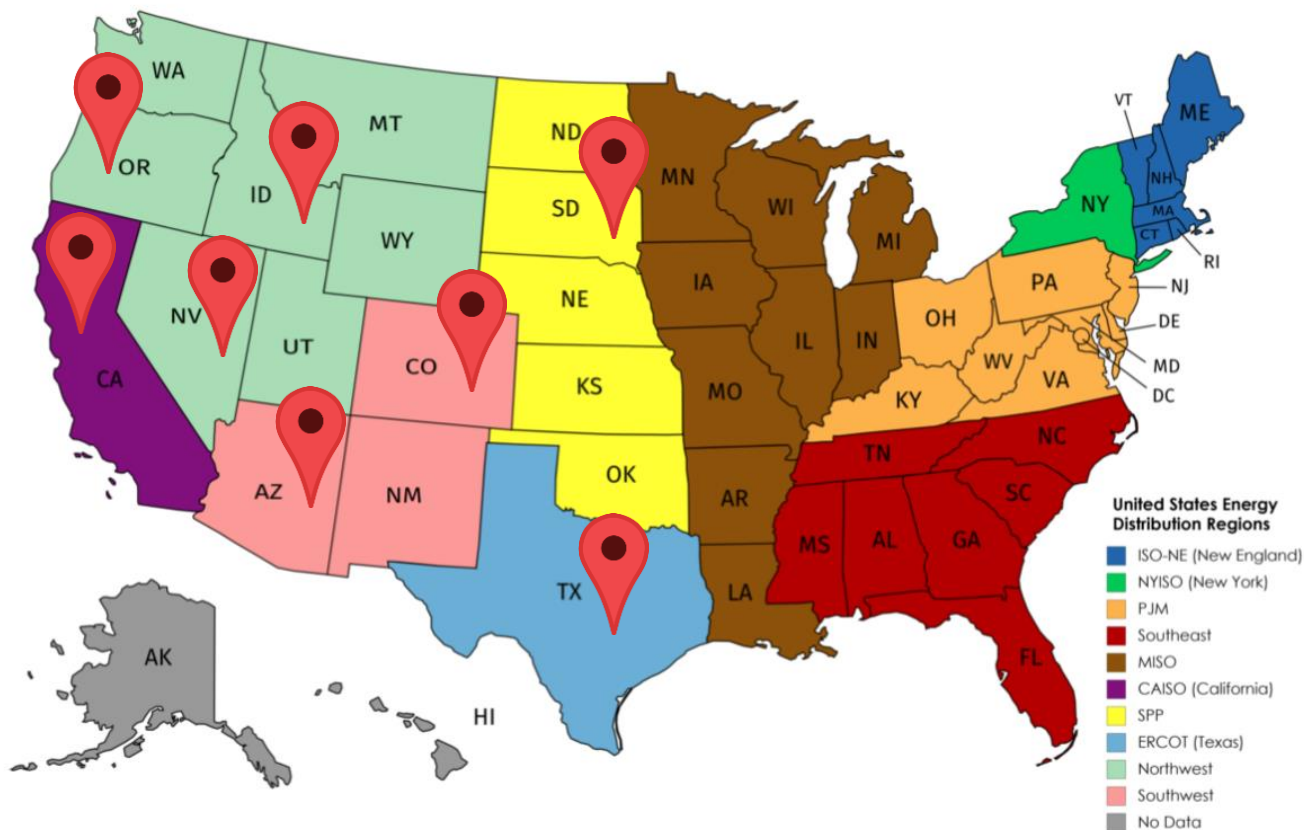 WA
MT
ND
OR
ID
SD
MN
WY
WI
MI
VT
ME
NH
NY
MA
CT
RI
NV
UT
NE
IA
PA
NJ
CO
KS
IL
IN
OH
DE
CA
MO
WV
VA
MD
DC
KY
AZ
NM
OK
AR
TN
NC
SC
TX
LA
MS
AL
GA
FL
AK
HI
United States Energy
Distribution Regions
ISO-NE (New England)
NYISO (New York)
PJM
Southeast
MISO
CAISO (California)
SPP
ERCOT (Texas)
Northwest
Southwest
No Data